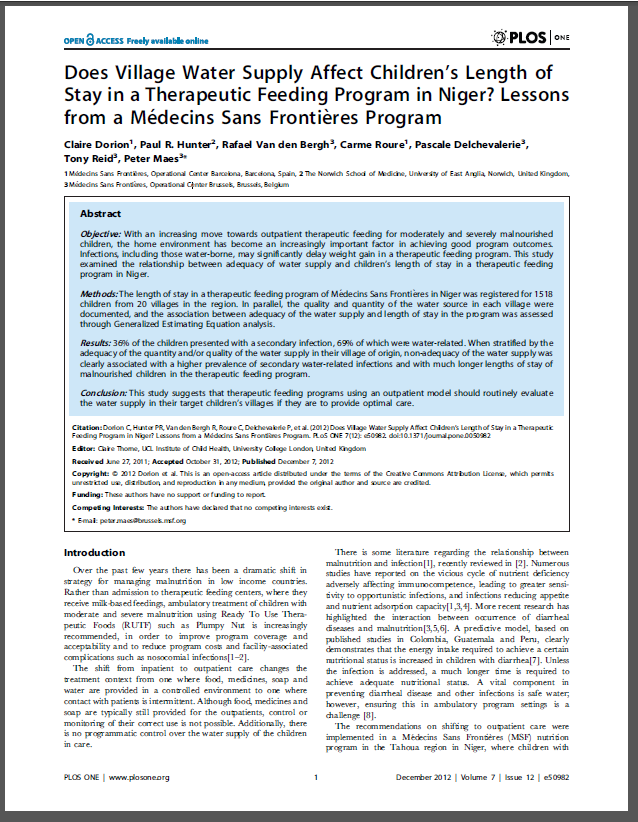 OPEN ACCESS Freely available online
PLOS ONE
Does Village Water Supply Affect Children's Length of
Stay in a Therapeutic Feeding Program in Niger? Lessons
from a Médecins Sans Frontières Program
Claire Dorion1, Paul R. Hunter2, Rafael Van den Bergh3, Carme Roure1, Pascale Delchevalerie3,
Tony Reid3, Peter Maes3*
1 Médecins Sans Frontières, Operational Center Barcelona, Barcelona, Spain, 2 The Norwich School of Medicine, University of East Anglia, Norwich, United Kingdom,
3 Médecins Sans Frontières, Operational Center Brussels, Brussels, Belgium
Abstract
Objective: With an increasing move towards outpatient therapeutic feeding for moderately and severely malnourished
children, the home environment has become an increasingly important factor in achieving good program outcomes.
Infections, including those water-borne, may significantly delay weight gain in a therapeutic feeding program. This study
examined the relationship between adequacy of water supply and children's length of stay in a therapeutic feeding
program in Niger.
Methods: The length of stay in a therapeutic feeding program of Médecins Sans Frontières in Niger was registered for 1518
children from 20 villages in the region. In parallel, the quality and quantity of the water source in each village were
documented, and the association between adequacy of the water supply and length of stay in the program was assessed
through Generalized Estimating Equation analysis.
Results: 36% of the children presented with a secondary infection, 69% of which were water-related. When stratified by the
adequacy of the quantity and/or quality of the water supply in their village of origin, non-adequacy of the water supply was
clearly associated with a higher prevalence of secondary water-related infections and with much longer lengths of stay of
malnourished children in the therapeutic feeding program.
Conclusion: This study suggests that therapeutic feeding programs using an outpatient model should routinely evaluate
the water supply in their target children's villages if they are to provide optimal care.
Citation: Dorion C, Hunter PR, Van den Bergh R, Roure C, Delchevalerie P, et al. (2012) Does Village Water Supply Affect Children's Length of Stay in a Therapeutic
Feeding Program in Niger? Lessons from a Médecins Sans Frontières Program. PLoS ONE 7(12): e50982. doi:10.1371/journal.pone.0050982
Editor: Claire Thorne, UCL Institute of Child Health, University College London, United Kingdom
Received June 27, 2011; Accepted October 31, 2012; Published December 7, 2012
Copyright: © 2012 Dorion et al. This is an open-access article distributed under the terms of the Creative Commons Attribution License, which permits
unrestricted use, distribution, and reproduction in any medium, provided the original author and source are credited.
Funding: These authors have no support or funding to report.
Competing Interests: The authors have declared that no competing interests exist.
* E-mail: peter.maes@brussels.msf.org
Introduction
Over the past few years there has been a dramatic shift in
strategy for managing malnutrition in low income countries.
Rather than admission to therapeutic feeding centers, where they
receive milk-based feedings, ambulatory treatment of children with
moderate and severe malnutrition using Ready To Use Thera-
peutic Foods (RUTF) such as Plumpy Nut is increasingly
recommended, in order to improve program coverage and
acceptability and to reduce program costs and facility-associated
complications such as nosocomial infections[1–2].
The shift from inpatient to outpatient care changes the
treatment context from one where food, medicines, soap and
water are provided in a controlled environment to one where
contact with patients is intermittent. Although food, medicines and
soap are typically still provided for the outpatients, control or
monitoring of their correct use is not possible. Additionally, there
is no programmatic control over the water supply of the children
in care.
There is some literature regarding the relationship between
malnutrition and infection[1], recently reviewed in [2]. Numerous
studies have reported on the vicious cycle of nutrient deficiency
adversely affecting immunocompetence, leading to greater sensi-
tivity to opportunistic infections, and infections reducing appetite
and nutrient adsorption capacity[1,3,4]. More recent research has
highlighted the interaction between occurrence of diarrheal
diseases and malnutrition[3,5,6]. A predictive model, based on
published studies in Colombia, Guatemala and Peru, clearly
demonstrates that the energy intake required to achieve a certain
nutritional status is increased in children with diarrhea[7]. Unless
the infection is addressed, a much longer time is required to
achieve adequate nutritional status. A vital component in
preventing diarrheal disease and other infections is safe water;
however, ensuring this in ambulatory program settings is a
challenge [8].
The recommendations on shifting to outpatient care were
implemented in a Médecins Sans Frontières (MSF) nutrition
program in the Tahoua region in Niger, where children with
PLOS ONE | www.plosone.org
1
December 2012 | Volume 7 | Issue 12 | e50982